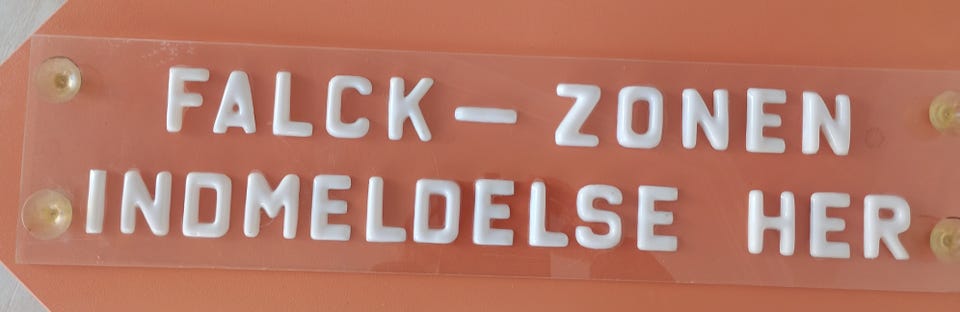 FALCK — ZONEN
INDMELDELSE HER